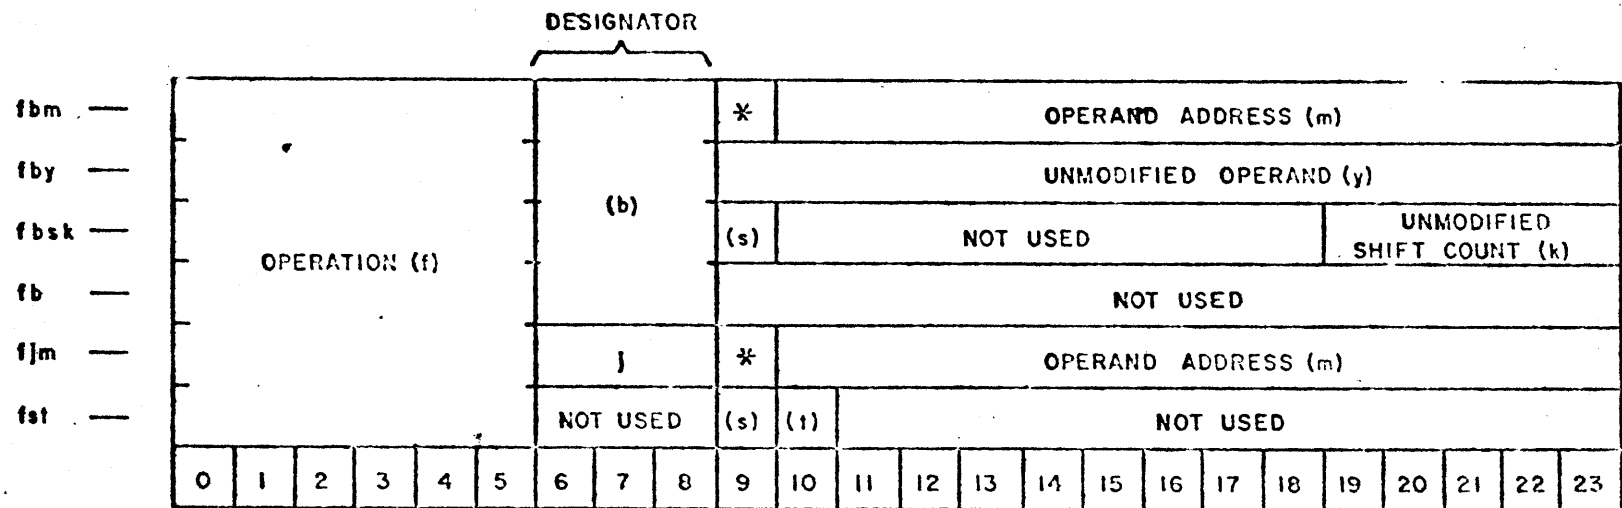 DESIGNATOR
fbm — * OPERAND ADDRESS (m)
fby — UNMODIFIED OPERAND (y)
(b)
fbsk — (s) NOT USED UNMODIFIED
SHIFT COUNT (k)
OPERATION (f)
fb — NOT USED
fjm — j * OPERAND ADDRESS (m)
fst — NOT USED (s) (t) NOT USED
0 1 2 3 4 5 6 7 8 9 10 11 12 13 14 15 16 17 18 19 20 21 22 23